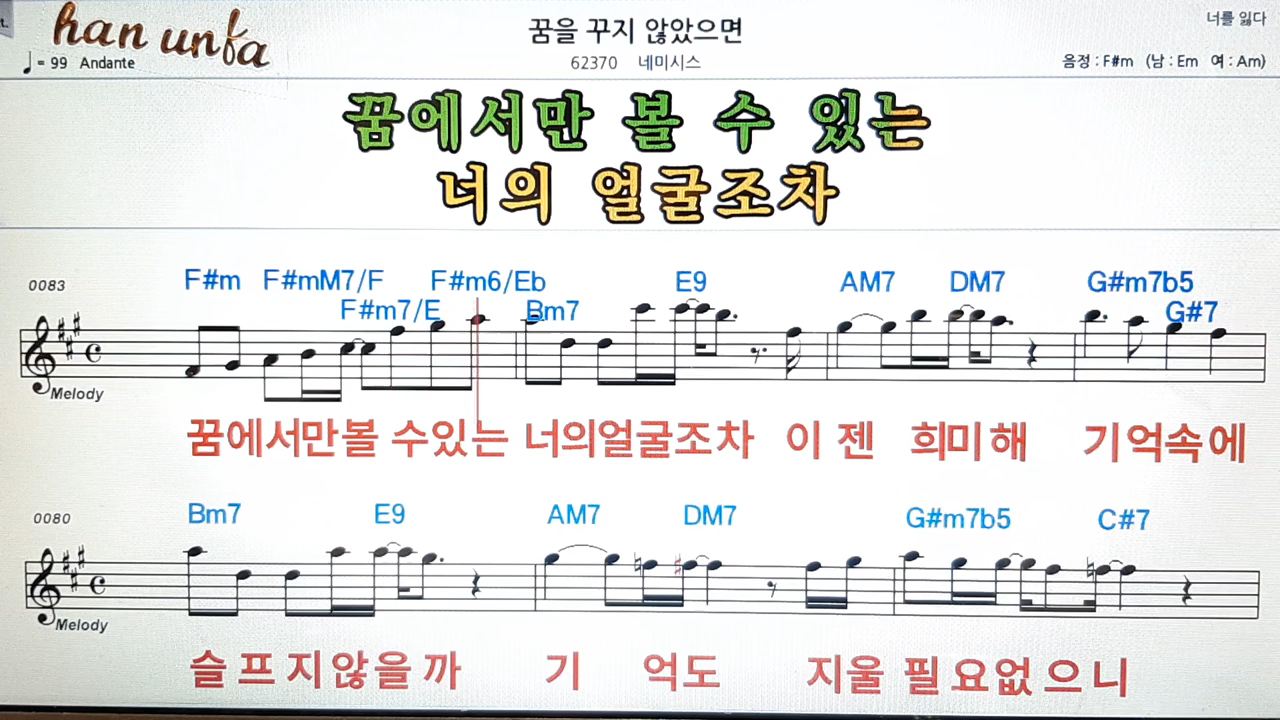 han unfa
꿈을 꾸지 않았으면
너를 잃다
♩= 99 Andante
62370 네미시스
음정 : F#m (남 : Em 여 : Am)
꿈에서만 볼 수 있는
너의 얼굴조차
F#m F#mM7/F F#m6/Eb E9 AM7 DM7 G#m7b5
0083
F#m7/E Bm7 G#7
Melody
꿈에서만볼 수있는 너의얼굴조차 이 젠 희미해 기억속에
Bm7 E9 AM7 DM7 G#m7b5 C#7
0080
Melody
슬프지않을까 기 억도 지울 필요없으니